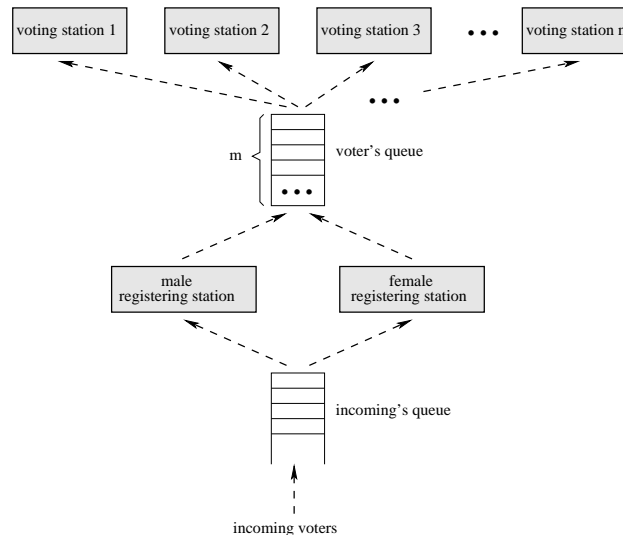 voting station 1
voting station 2
voting station 3
voting station n
m
voter's queue
male
registering station
female
registering station
incoming's queue
incoming voters